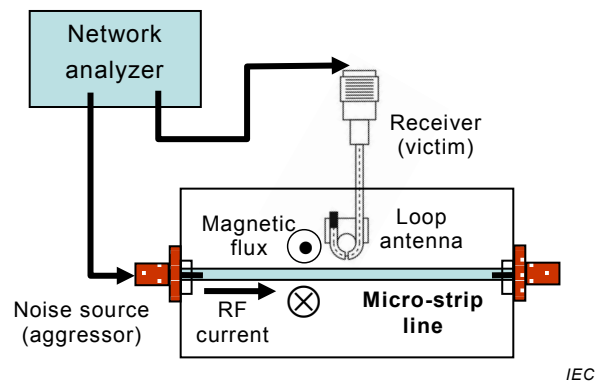 Network
analyzer
Receiver
(victim)
Magnetic
flux
Loop
antenna
Noise source
(aggressor)
RF
current
Micro-strip
line
IEC